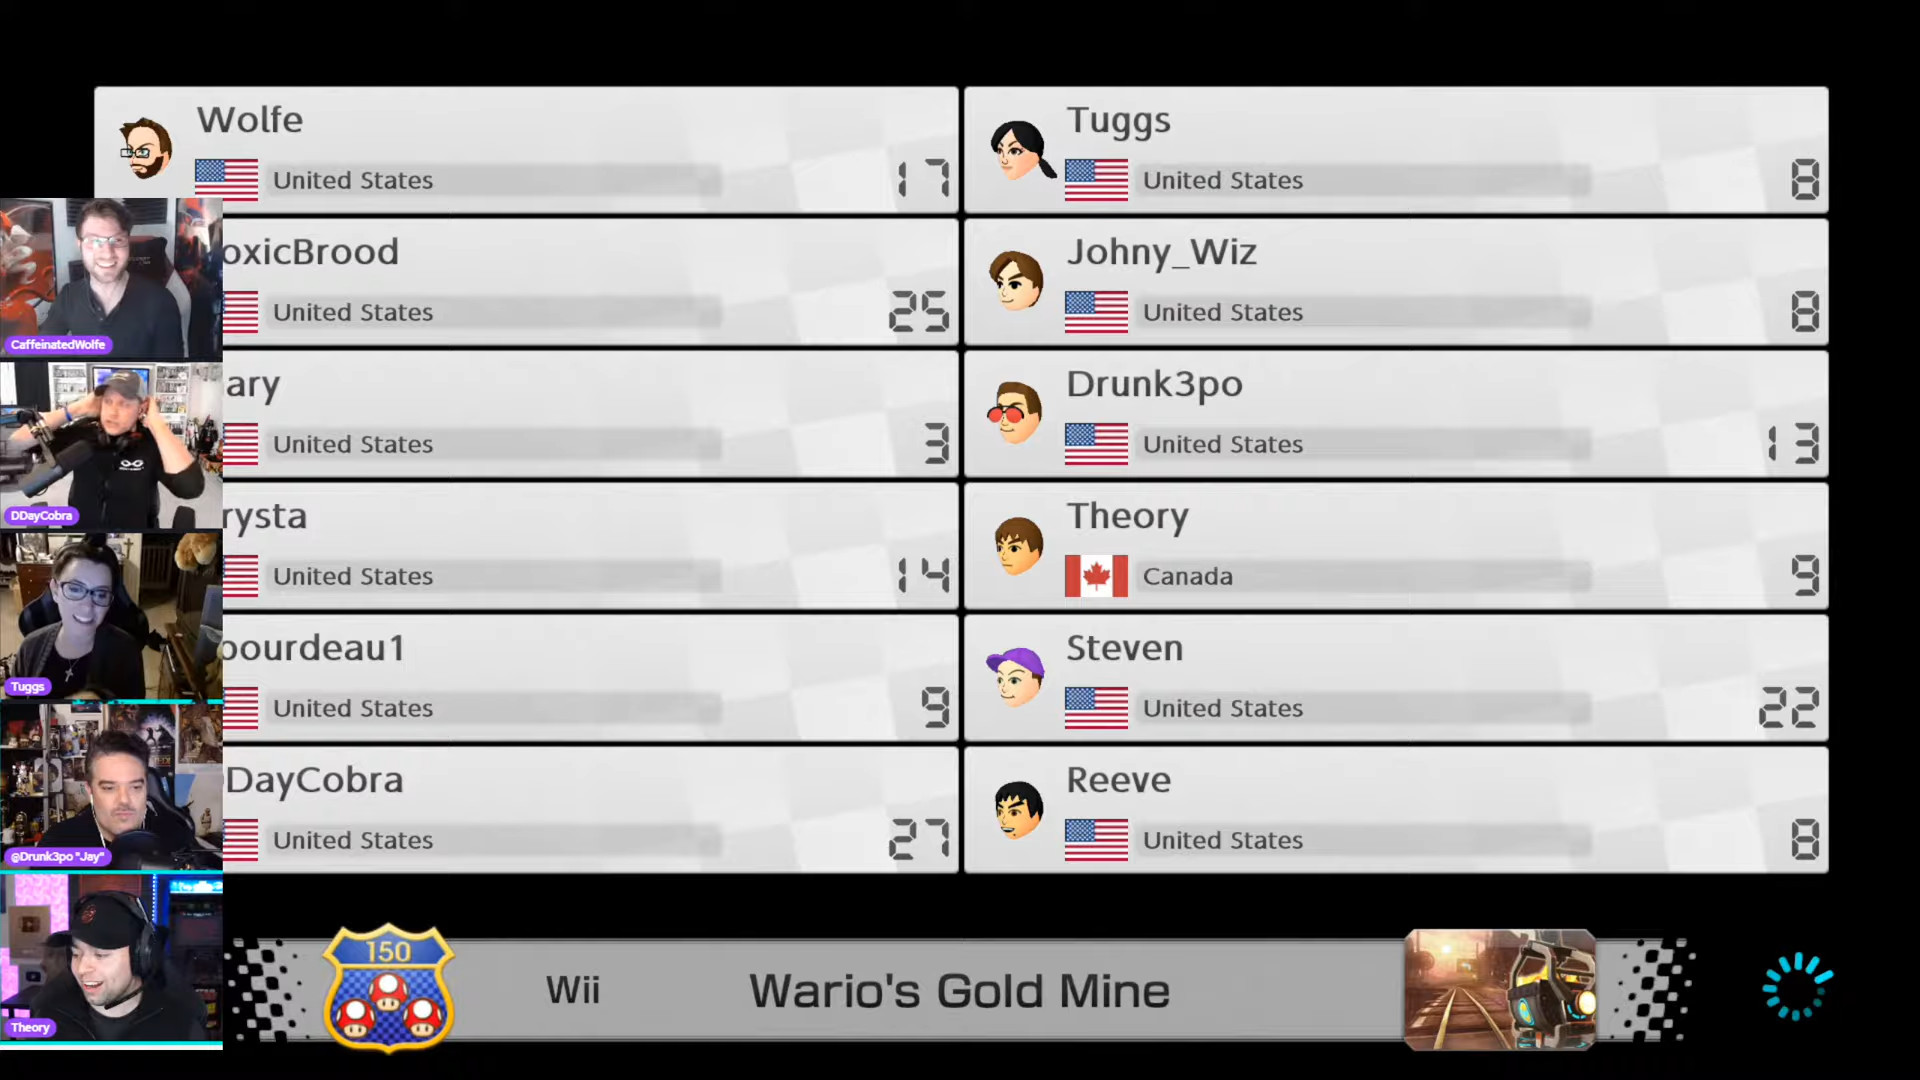 Wolfe
United States
17
Tuggs
United States
8
oxicBrood
United States
25
Johny_Wiz
United States
8
ary
United States
3
Drunk3po
United States
13
rysta
United States
14
Theory
Canada
9
bourdeau1
United States
9
Steven
United States
22
DayCobra
United States
27
Reeve
United States
8
CaffeinatedWolfe
DDayCobra
Tuggs
@Drunk3po "Jay"
Theory
150
Wii
Wario's Gold Mine